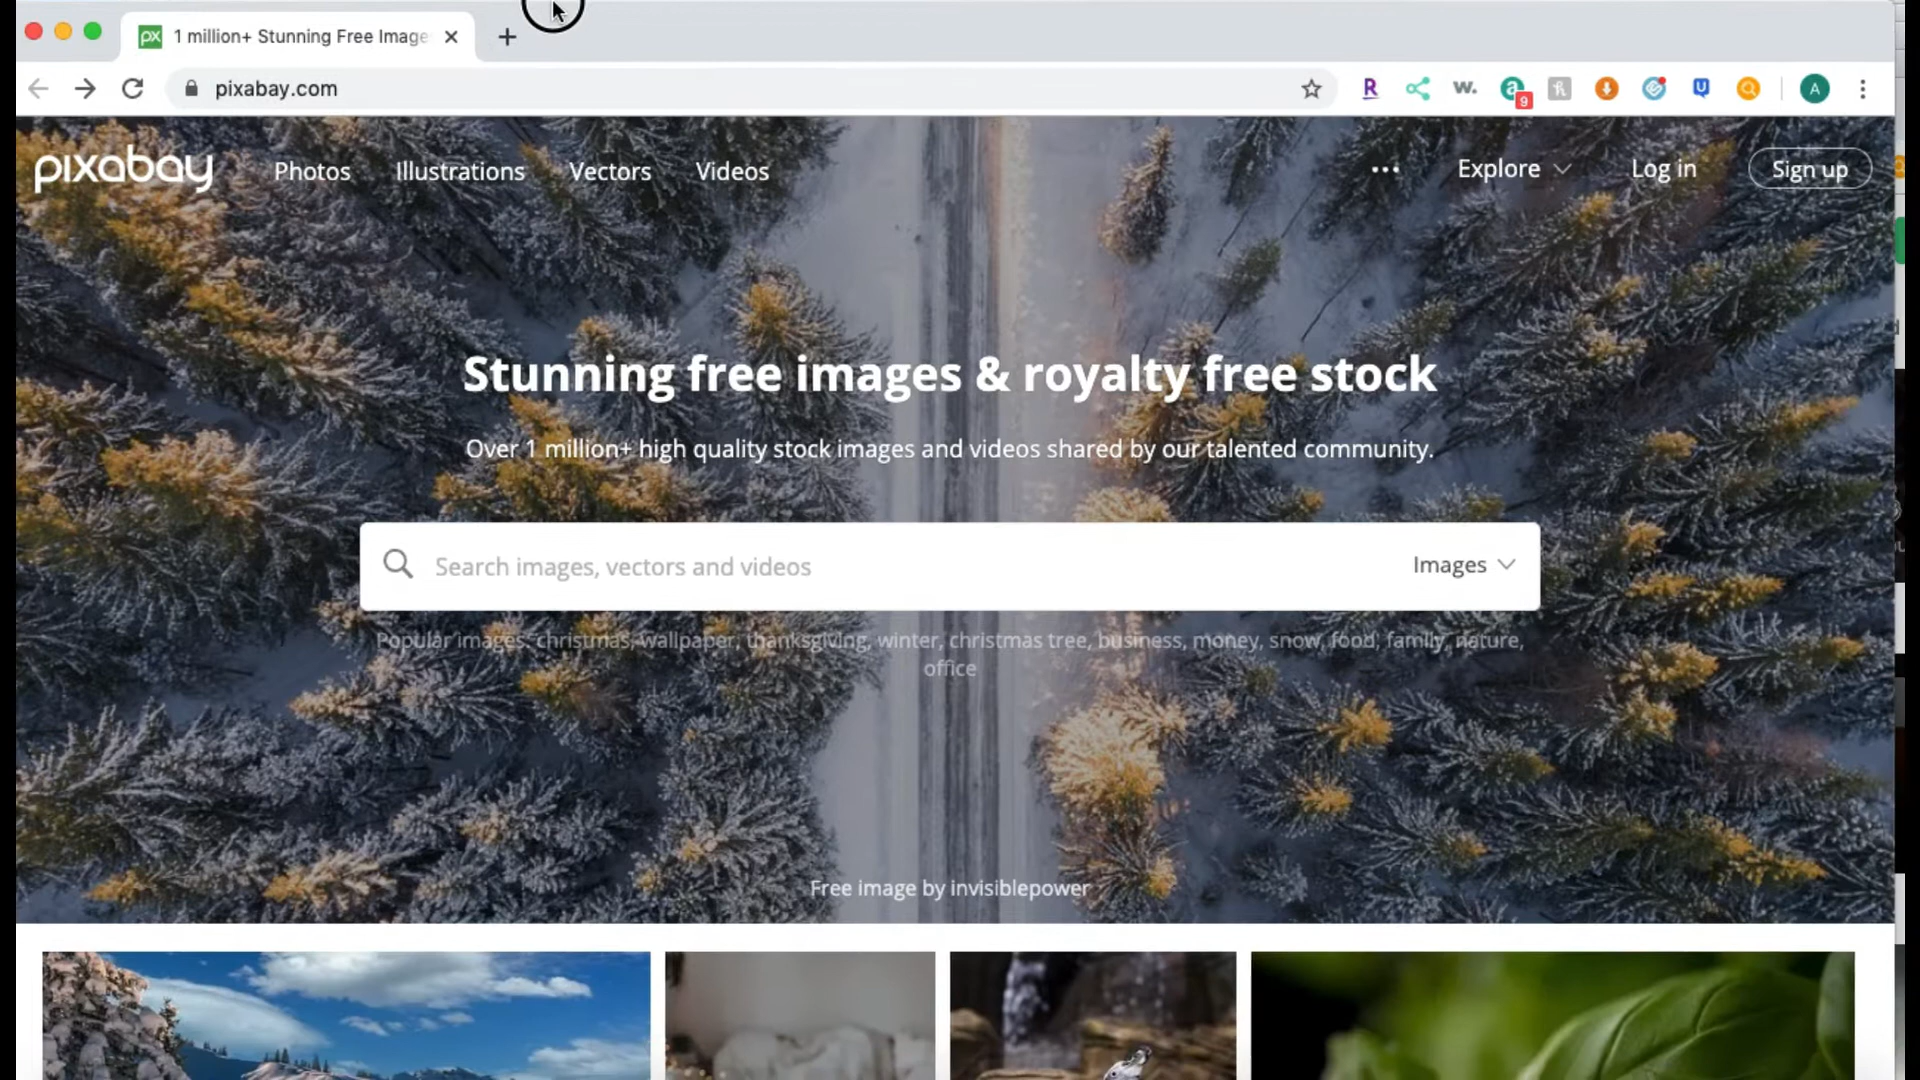 px 1 million+ Stunning Free Image
pixabay.com
R
w.
a
9
U
A
pixabay Photos Illustrations Vectors Videos ... Explore Log in Sign up
Stunning free images & royalty free stock
Over 1 million+ high quality stock images and videos shared by our talented community.
Search images, vectors and videos Images
Popular images: christmas, wallpaper, thanksgiving, winter, christmas tree, business, money, snow, food, family, nature,
office
Free image by invisiblepower